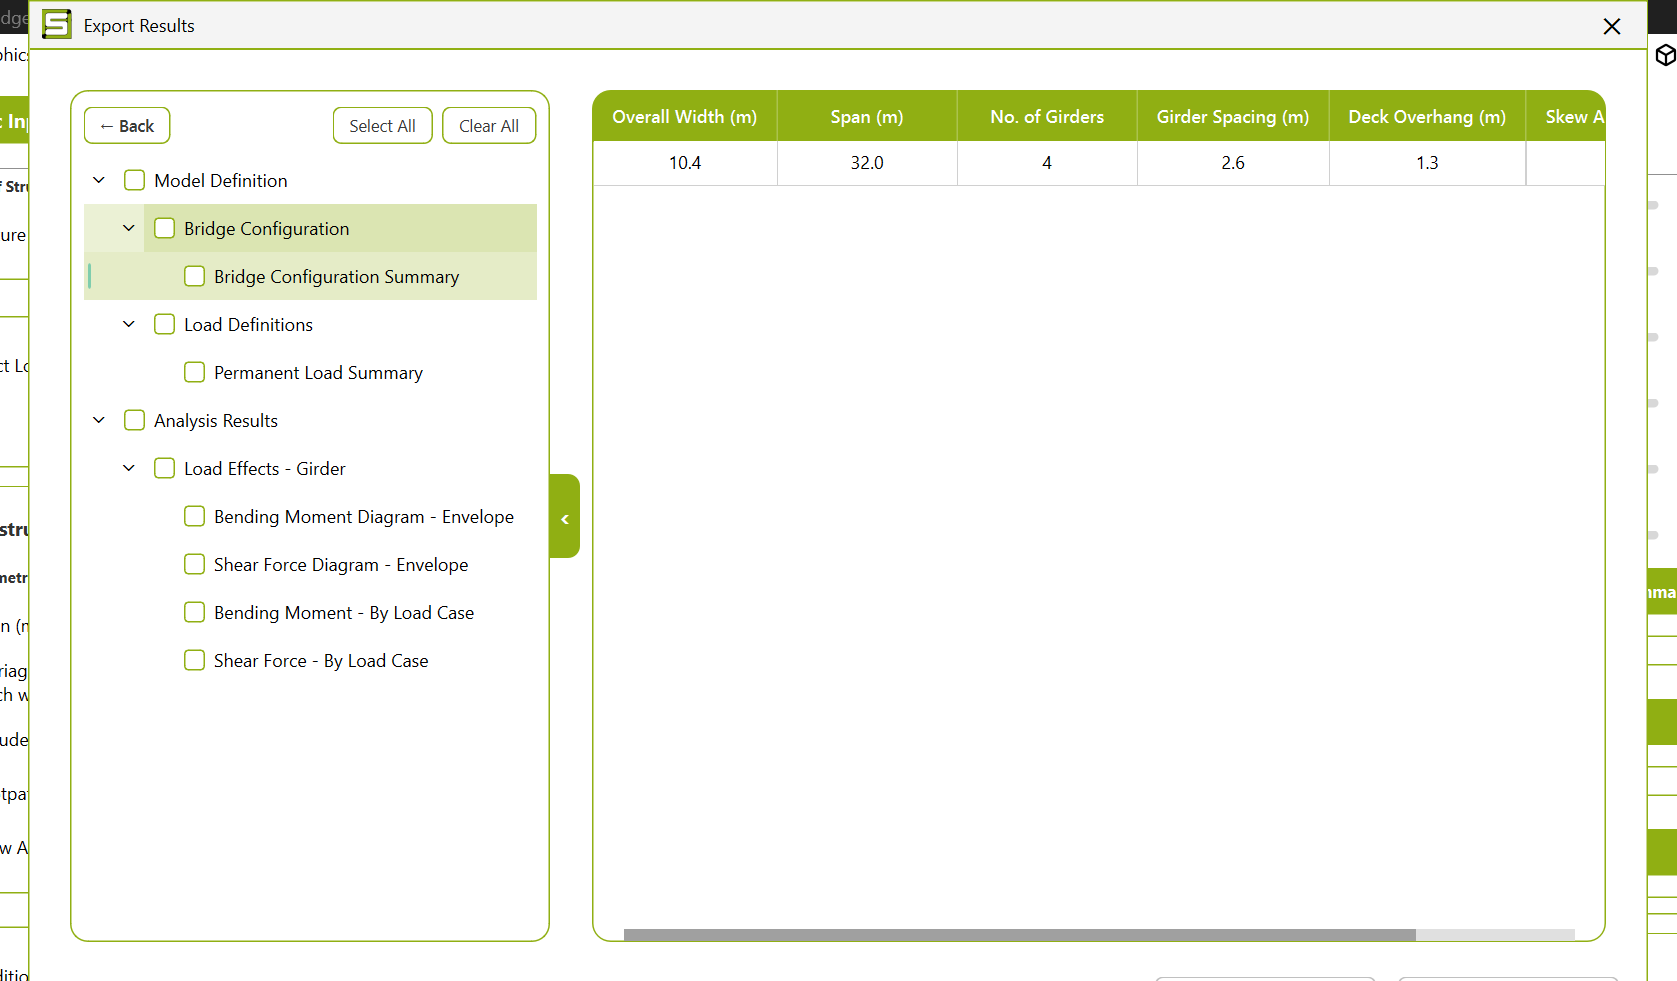 Export Results
← Back
Select All
Clear All
Model Definition
Bridge Configuration
Bridge Configuration Summary
Load Definitions
Permanent Load Summary
Analysis Results
Load Effects - Girder
Bending Moment Diagram - Envelope
Shear Force Diagram - Envelope
Bending Moment - By Load Case
Shear Force - By Load Case
Overall Width (m) Span (m) No. of Girders Girder Spacing (m) Deck Overhang (m) Skew A
10.4 32.0 4 2.6 1.3